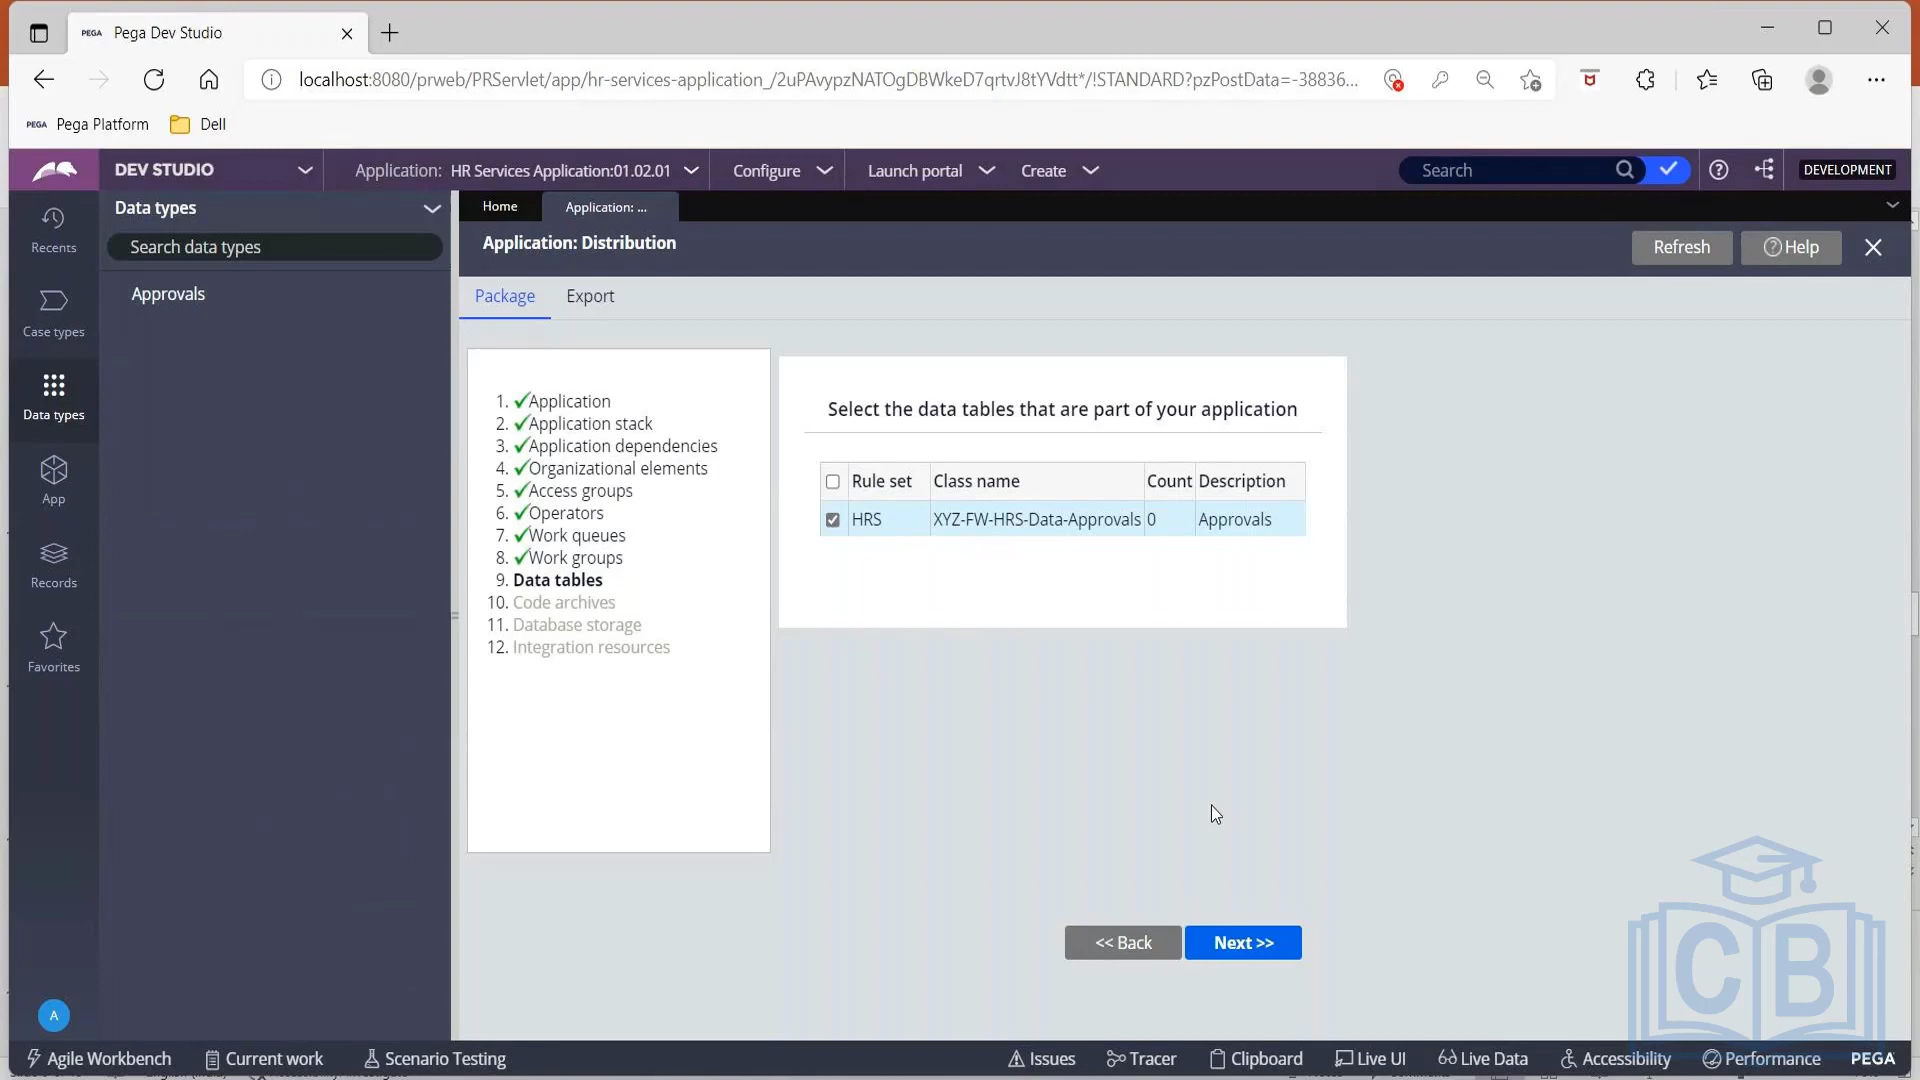 PEGA Pega Dev Studio
localhost:8080/prweb/PRServlet/app/hr-services-application_/2uPAvypzNATOgDBWkeD7qrtvJ8tYVdtt*/!STANDARD?pzPostData=-38836...
PEGA Pega Platform Dell
DEV STUDIO Application: HR Services Application:01.02.01 Configure Launch portal Create Search DEVELOPMENT
Data types
Home Application: ...
Recents
Search data types
Application: Distribution
Refresh Help
Approvals
Package Export
Case types
Data types
App
Records
Favorites
1. Application
2. Application stack
3. Application dependencies
4. Organizational elements
5. Access groups
6. Operators
7. Work queues
8. Work groups
9. Data tables
10. Code archives
11. Database storage
12. Integration resources
Select the data tables that are part of your application
Rule set Class name Count Description
HRS XYZ-FW-HRS-Data-Approvals 0 Approvals
<< Back Next >>
A
CB
Agile Workbench Current work Scenario Testing Issues Tracer Clipboard Live UI Live Data Accessibility Performance PEGA